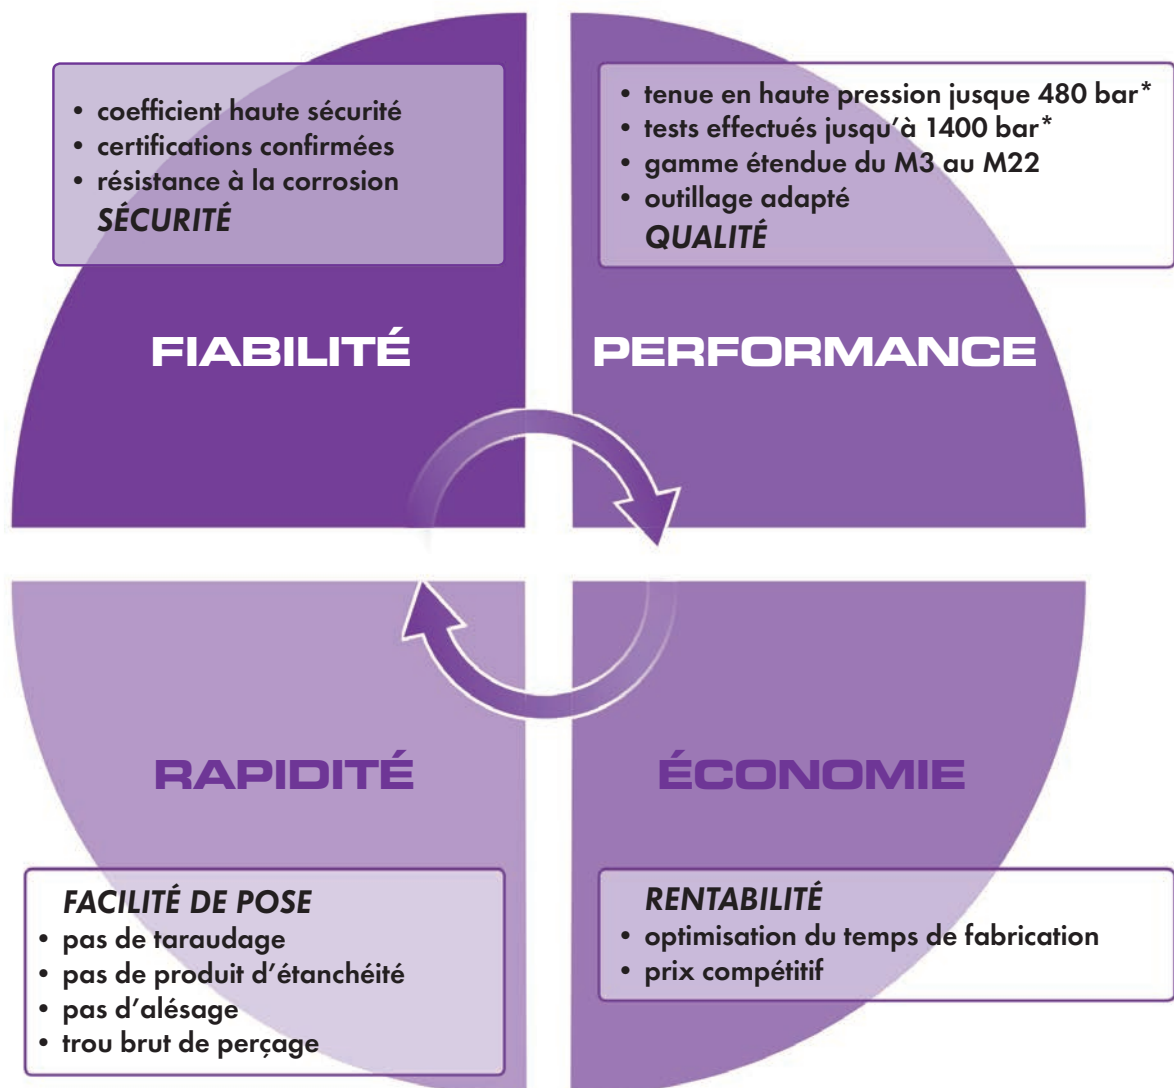 • coefficient haute sécurité
• certifications confirmées
• résistance à la corrosion
SÉCURITÉ
FIABILITÉ
• tenue en haute pression jusque 480 bar*
• tests effectués jusqu'à 1400 bar*
• gamme étendue du M3 au M22
• outillage adapté
QUALITÉ
PERFORMANCE
RAPIDITÉ
FACILITÉ DE POSE
• pas de taraudage
• pas de produit d'étanchéité
• pas d'alésage
• trou brut de perçage
ÉCONOMIE
RENTABILITÉ
• optimisation du temps de fabrication
• prix compétitif